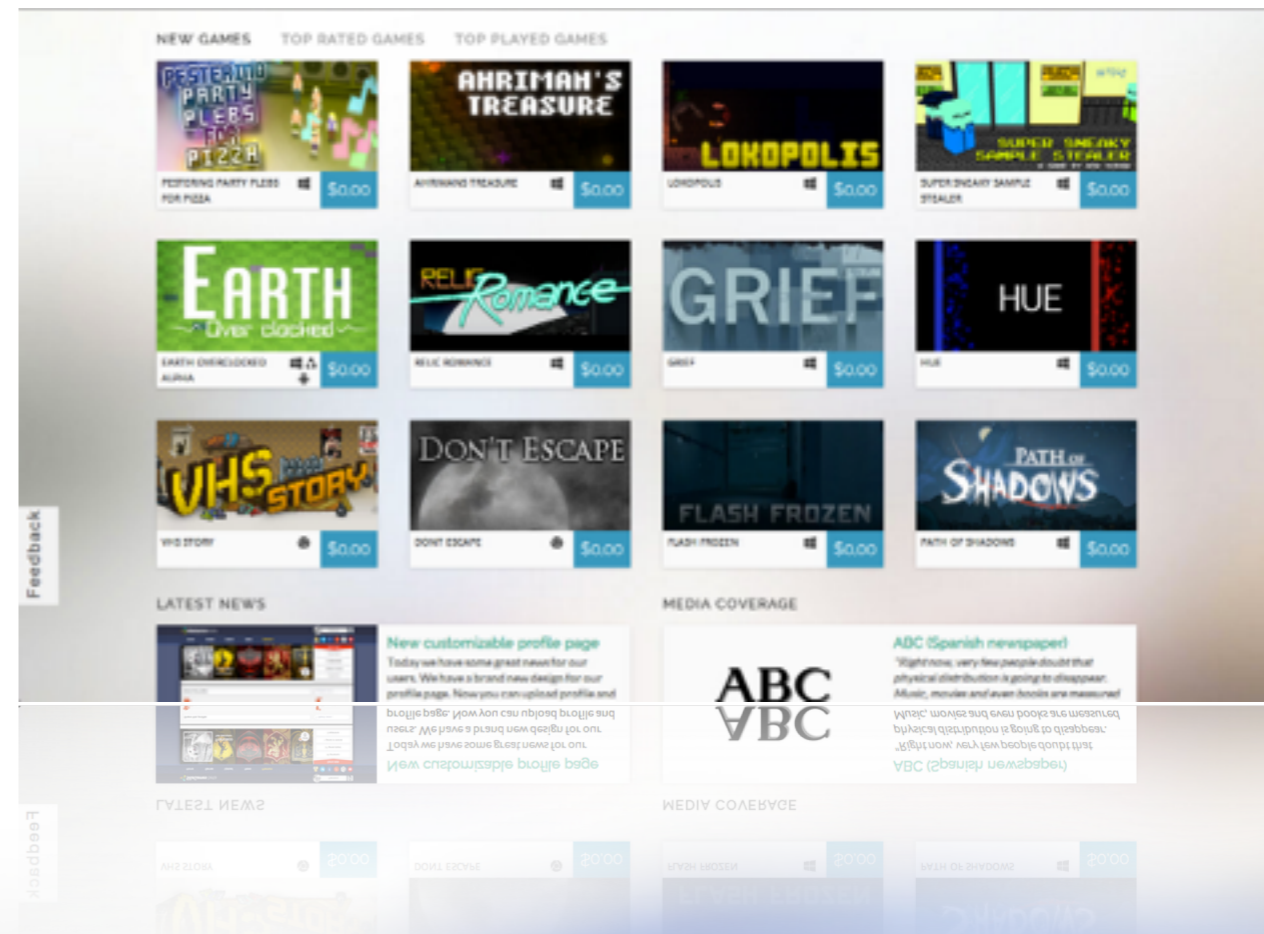 NEW GAMES TOP RATED GAMES TOP PLAYED GAMES
PESTERING
PARTY
PLEBS
FOR
PIZZA
AHRIMAN'S
TREASURE
LOKOPOLIS
SUPER SNEAKY
SAMPLE STEALER
PESTERING PARTY PLEBS
FOR PIZZA
$0.00
AHRIMANS TREASURE
$0.00
LOKOPOLIS
$0.00
SUPER SNEAKY SAMPLE
STEALER
$0.00
EARTH
Over clocked
RELIC
Romance
GRIEF
HUE
EARTH OVERCLOCKED
ALPHA
$0.00
RELIC ROMANCE
$0.00
GRIEF
$0.00
HUE
$0.00
VHS
STORY
DON'T ESCAPE
FLASH FROZEN
PATH OF
SHADOWS
VHS STORY
$0.00
DONT ESCAPE
$0.00
FLASH FROZEN
$0.00
PATH OF SHADOWS
$0.00
Feedback
LATEST NEWS
MEDIA COVERAGE
New customizable profile page
Today we have some great news for our
users. We have a brand new design for our
profile page. Now you can upload profile and
ABC
ABC (Spanish newspaper)
"Right now, very few people doubt that
physical distribution is going to disappear.
Music, movies and even books are measured